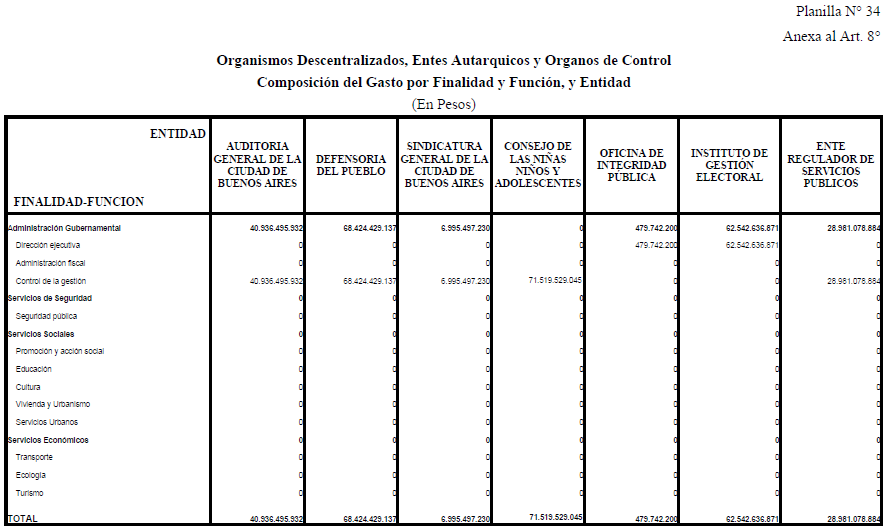 Planilla N° 34
Anexa al Art. 8°
Organismos Descentralizados, Entes Autarquicos y Organos de Control
Composición del Gasto por Finalidad y Función, y Entidad
(En Pesos)
ENTIDAD
FINALIDAD-FUNCION
AUDITORIA GENERAL DE LA CIUDAD DE BUENOS AIRES
DEFENSORIA DEL PUEBLO
SINDICATURA GENERAL DE LA CIUDAD DE BUENOS AIRES
CONSEJO DE LAS NIÑAS NIÑOS Y ADOLESCENTES
OFICINA DE INTEGRIDAD PÚBLICA
INSTITUTO DE GESTIÓN ELECTORAL
ENTE REGULADOR DE SERVICIOS PUBLICOS
Administración Gubernamental 40.936.495.932 68.424.429.137 6.995.497.230 0 479.742.200 62.542.636.871 28.981.078.884
Dirección ejecutiva 0 0 0 0 479.742.200 62.542.636.871 0
Administración fiscal 0 0 0 0 0 0 0
Control de la gestión 40.936.495.932 68.424.429.137 6.995.497.230 71.519.529.045 0 0 28.981.078.884
Servicios de Seguridad 0 0 0 0 0 0 0
Seguridad pública 0 0 0 0 0 0 0
Servicios Sociales 0 0 0 0 0 0 0
Promoción y acción social 0 0 0 0 0 0 0
Educación 0 0 0 0 0 0 0
Cultura 0 0 0 0 0 0 0
Vivienda y Urbanismo 0 0 0 0 0 0 0
Servicios Urbanos 0 0 0 0 0 0 0
Servicios Económicos 0 0 0 0 0 0 0
Transporte 0 0 0 0 0 0 0
Ecología 0 0 0 0 0 0 0
Turismo 0 0 0 0 0 0 0
TOTAL 40.936.495.932 68.424.429.137 6.995.497.230 71.519.529.045 479.742.200 62.542.636.871 28.981.078.884